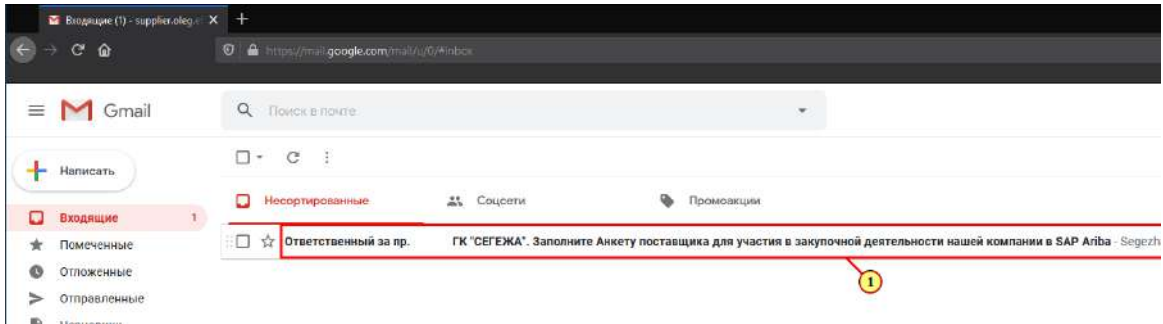 Входящие (1) - supplier.oleg.e
https://mail.google.com/mail/u/0/#inbox
Gmail
Поиск в почте
Написать
Несортированные Соцсети Промоакции
Входящие 1
Ответственный за пр. ГК "СЕГЕЖА". Заполните Анкету поставщика для участия в закупочной деятельности нашей компании в SAP Ariba - Segezha
1
Помеченные
Отложенные
Отправленные